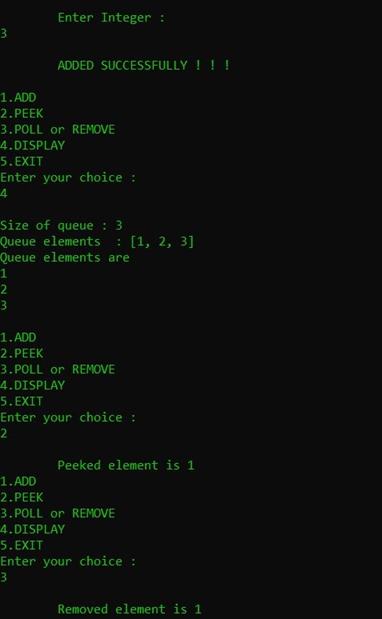 Enter Integer :
3
ADDED SUCCESSFULLY ! ! !
1.ADD
2.PEEK
3.POLL or REMOVE
4.DISPLAY
5.EXIT
Enter your choice :
4
Size of queue : 3
Queue elements  : [1, 2, 3]
Queue elements are
1
2
3
1.ADD
2.PEEK
3.POLL or REMOVE
4.DISPLAY
5.EXIT
Enter your choice :
2
Peeked element is 1
1.ADD
2.PEEK
3.POLL or REMOVE
4.DISPLAY
5.EXIT
Enter your choice :
3
Removed element is 1